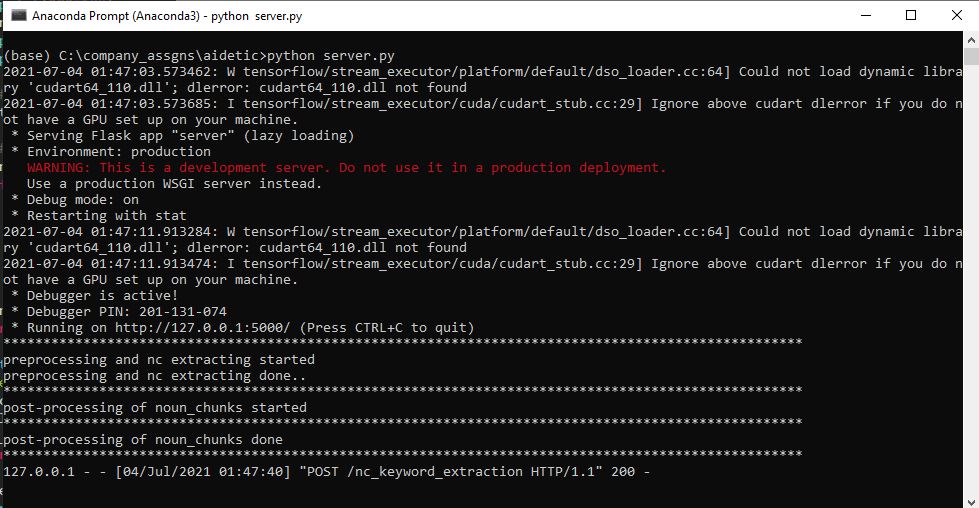 Anaconda Prompt (Anaconda3) - python  server.py
(base) C:\company_assgns\aidetic>python server.py
2021-07-04 01:47:03.573462: W tensorflow/stream_executor/platform/default/dso_loader.cc:64] Could not load dynamic libra
ry 'cudart64_110.dll'; dlerror: cudart64_110.dll not found
2021-07-04 01:47:03.573685: I tensorflow/stream_executor/cuda/cudart_stub.cc:29] Ignore above cudart dlerror if you do n
ot have a GPU set up on your machine.
 * Serving Flask app "server" (lazy loading)
 * Environment: production
   WARNING: This is a development server. Do not use it in a production deployment.
   Use a production WSGI server instead.
 * Debug mode: on
 * Restarting with stat
2021-07-04 01:47:11.913284: W tensorflow/stream_executor/platform/default/dso_loader.cc:64] Could not load dynamic libra
ry 'cudart64_110.dll'; dlerror: cudart64_110.dll not found
2021-07-04 01:47:11.913474: I tensorflow/stream_executor/cuda/cudart_stub.cc:29] Ignore above cudart dlerror if you do n
ot have a GPU set up on your machine.
 * Debugger is active!
 * Debugger PIN: 201-131-074
 * Running on http://127.0.0.1:5000/ (Press CTRL+C to quit)
****************************************************************************************************
preprocessing and nc extracting started
preprocessing and nc extracting done..
****************************************************************************************************
post-processing of noun_chunks started
****************************************************************************************************
post-processing of noun_chunks done
****************************************************************************************************
127.0.0.1 - - [04/Jul/2021 01:47:40] "POST /nc_keyword_extraction HTTP/1.1" 200 -